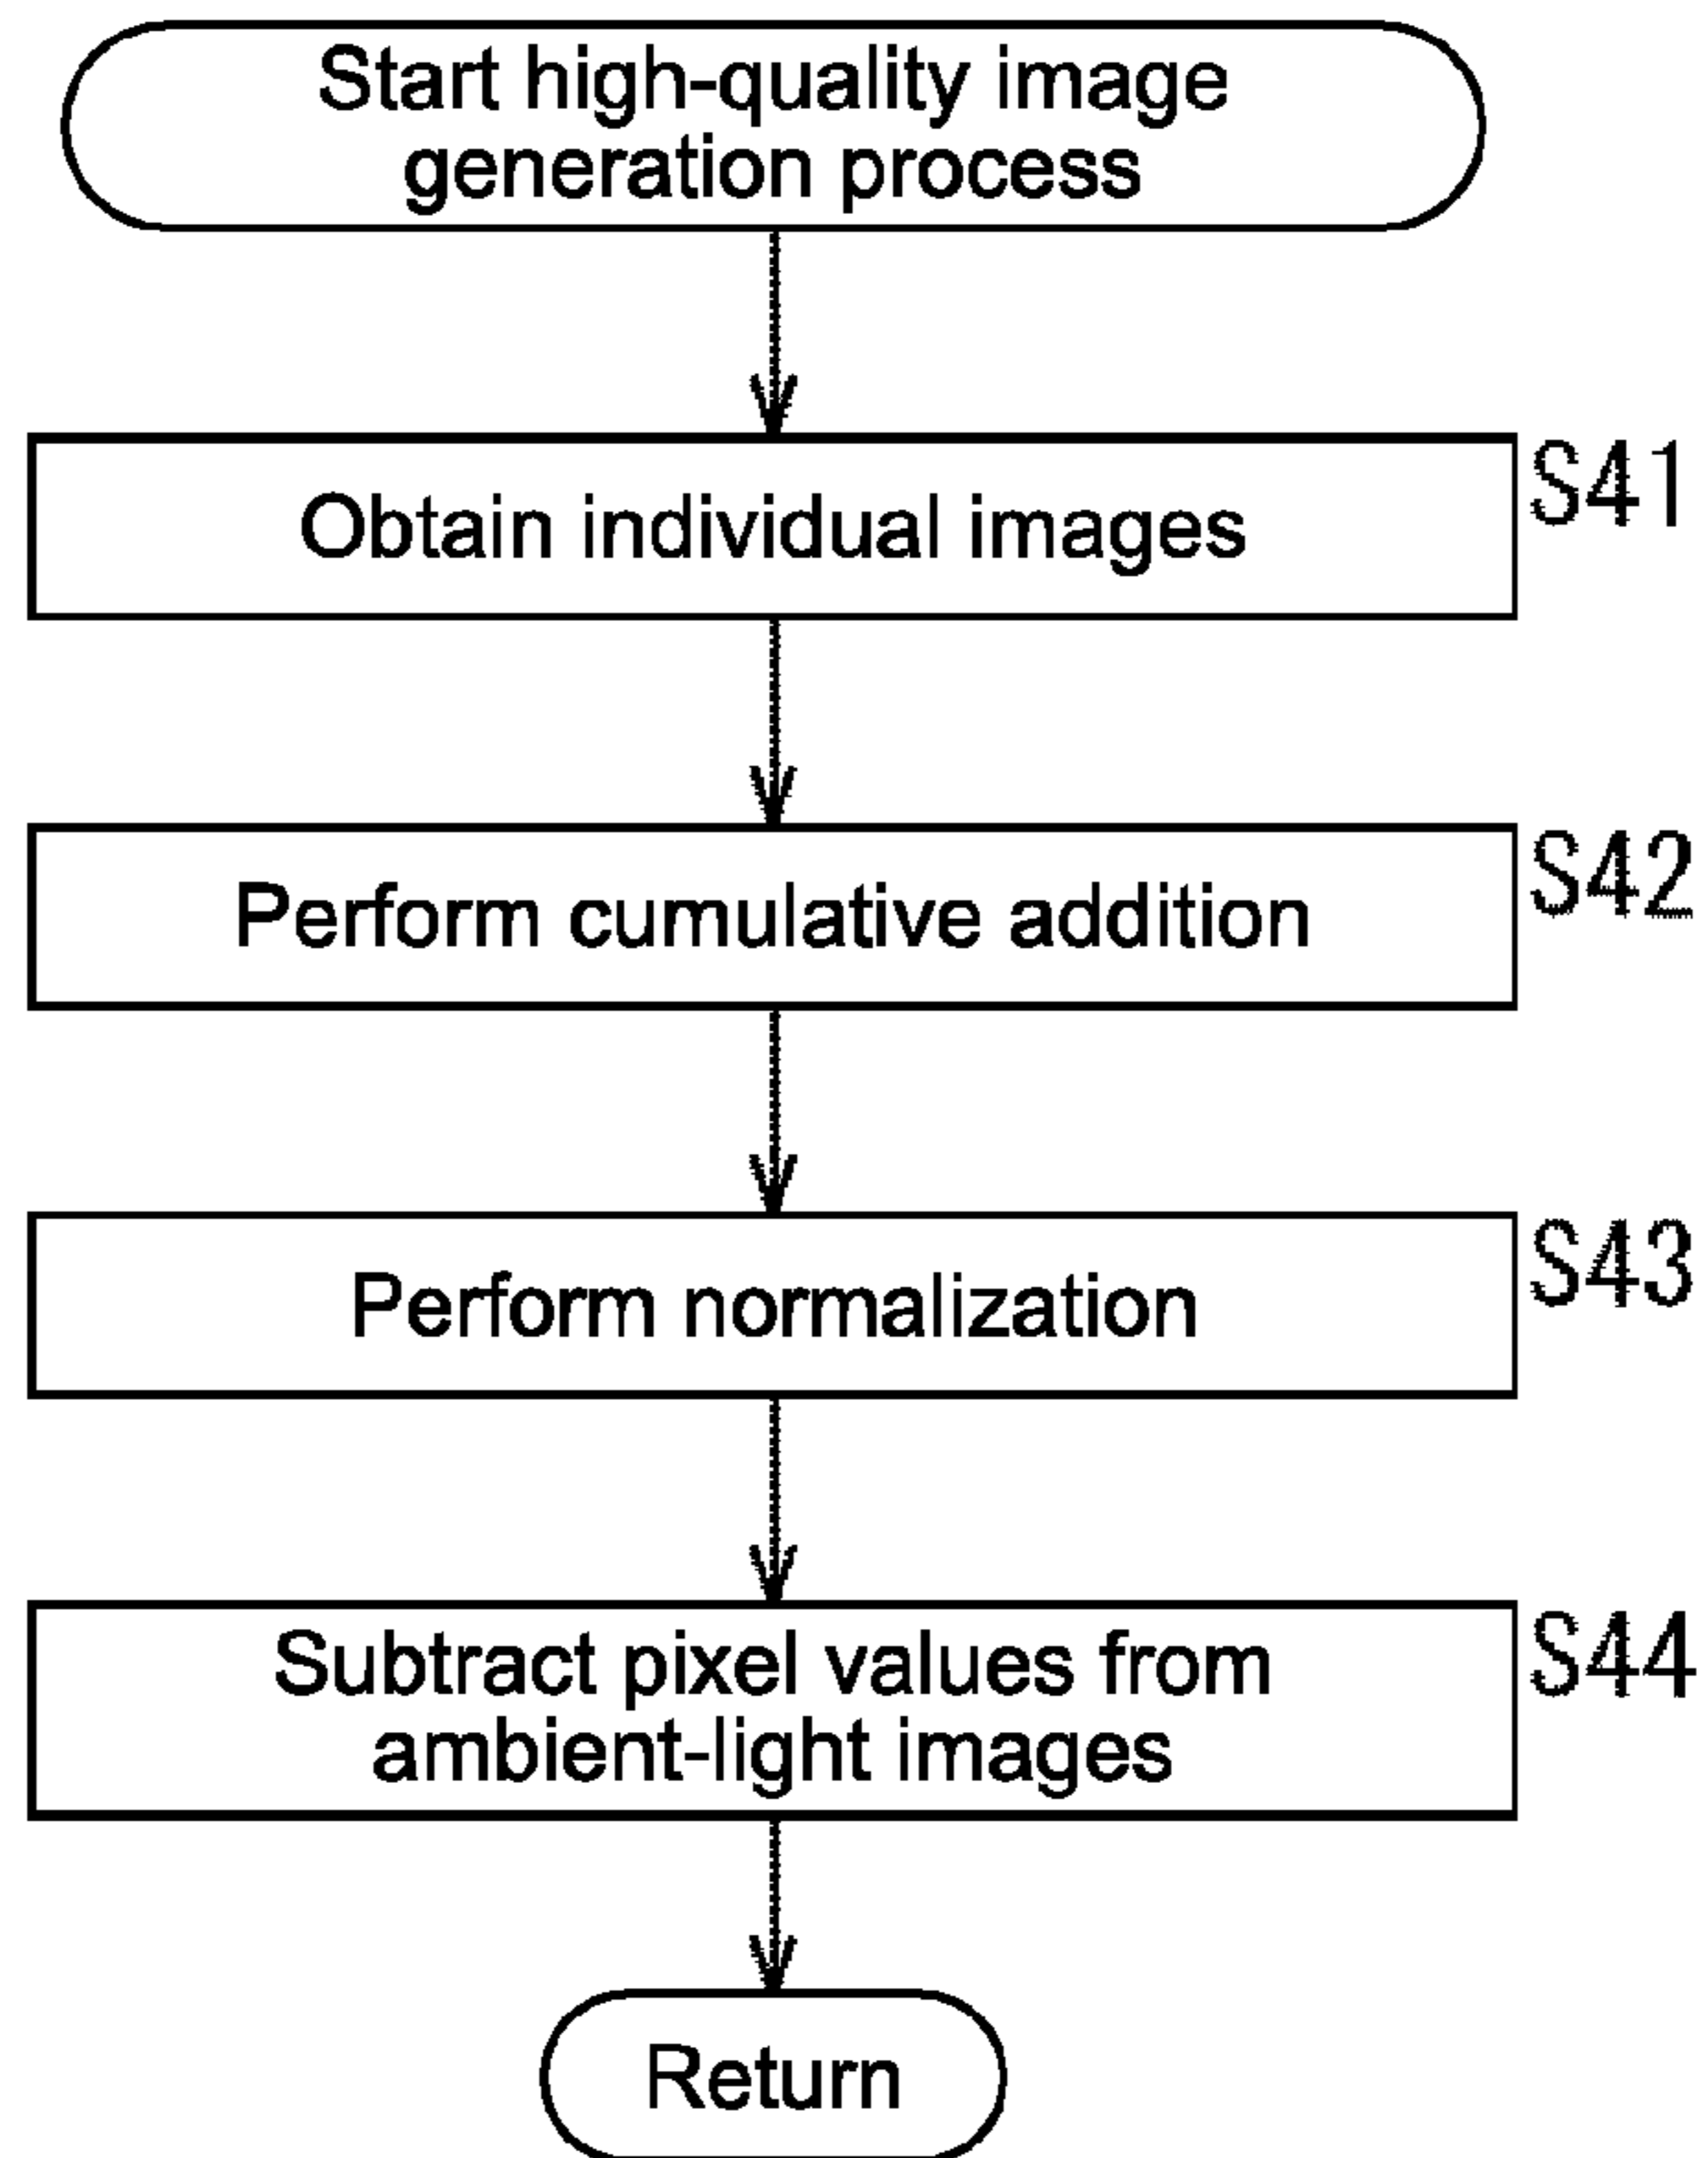 Start high-quality image
generation process
Obtain individual images
S41
Perform cumulative addition
S42
Perform normalization
S43
Subtract pixel values from
ambient-light images
S44
Return